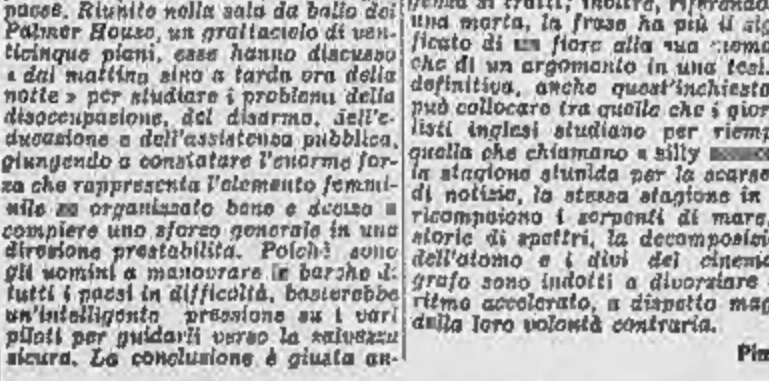 paese. Riunite nella sala da ballo del
Palmer House, un grattacielo di ven-
ticinque piani, esse hanno discusso
« dal mattino sino a tarda ora della
notte » per studiare i problemi della
disoccupazione, del disarmo, dell'e-
ducazione e dell'assistenza pubblica,
giungendo a constatare l'enorme for-
za che rappresenta l'elemento femmi-
nile organizzato bene e deciso a
compiere uno sforzo generale in una
direzione prestabilita. Poichè sono
gli uomini a manovrare le barche di
tutti i paesi in difficoltà, basterebbe
un'intelligente pressione su i vari
piloti per guidarli verso la salvezza
sicura. La conclusione è giusta an-
si tratti; inoltre,
una morta, la frase ha più il sig
ficato di un fiore alla sua
che di un argomento in una tesi.
definitiva, anche quest'inchiesta
può collocare tra quelle che i gior
listi inglesi studiano per riemp
quella che chiamano « silly
la stagione stupida per la scarse
di notizie, la stessa stagione in
ricompaiono i serpenti di mare,
storie di spettri, la decomposizi
dell'atomo e i divi del cinema
grafo sono indotti a divorziare
ritmo accelerato, a dispetto mag
della loro volontà contraria.